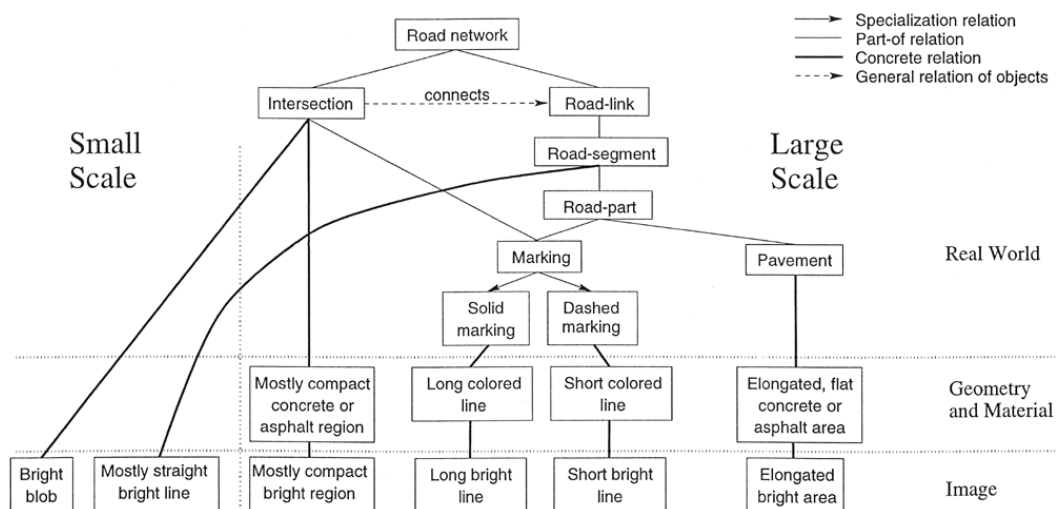 Road network
Specialization relation
Part-of relation
Concrete relation
General relation of objects
connects
Intersection
Road-link
Small
Scale
Large
Scale
Road-segment
Road-part
Real World
Marking
Pavement
Solid
marking
Dashed
marking
Mostly compact
concrete or
asphalt region
Long colored
line
Short colored
line
Elongated, flat
concrete or
asphalt area
Geometry
and Material
Bright
blob
Mostly straight
bright line
Mostly compact
bright region
Long bright
line
Short bright
line
Elongated
bright area
Image